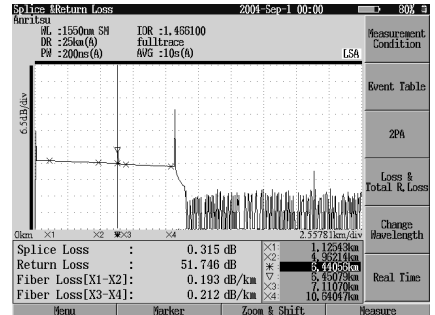 Splice &Return Loss 2004-Sep-1 00:00 80%
Anritsu
WL :1550nm SM IOR :1.466100
DR :25km(A) fulltrace
PW :200ns(A) AVG :10s(A) LSA
Measurement Condition
Event Table
2PA
Loss & Total R.Loss
Change Wavelength
Real Time
6.5dB/div
0km X1 X2 X3 X4 2.55781km/div
Splice Loss : 0.315 dB
Return Loss : 51.746 dB
Fiber Loss[X1-X2]: 0.193 dB/km
Fiber Loss[X3-X4]: 0.212 dB/km
X1: 1.12543km
X2: 4.96214km
* : 6.44056km
▽ : 6.45079km
X3: 7.11070km
X4: 10.64047km
Menu Marker Zoom & Shift Measure